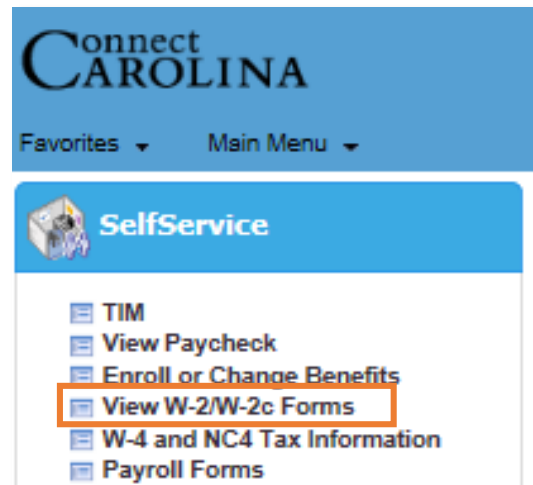 Connect
CAROLINA
Favorites Main Menu
SelfService
TIM
View Paycheck
Enroll or Change Benefits
View W-2/W-2c Forms
W-4 and NC4 Tax Information
Payroll Forms